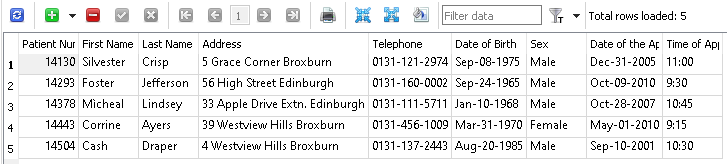 1 Filter data Total rows loaded: 5
Patient Nur First Name Last Name Address Telephone Date of Birth Sex Date of the Ap Time of App
1 14130 Silvester Crisp 5 Grace Corner Broxburn 0131-121-2974 Sep-08-1975 Male Dec-31-2005 11:00
2 14293 Foster Jefferson 56 High Street Edinburgh 0131-160-0002 Sep-24-1965 Male Oct-09-2010 9:30
3 14378 Micheal Lindsey 33 Apple Drive Extn. Edinburgh 0131-111-5711 Jan-10-1968 Male Oct-28-2007 10:45
4 14443 Corrine Ayers 39 Westview Hills Broxburn 0131-456-1009 Mar-31-1970 Female May-01-2010 9:15
5 14504 Cash Draper 4 Westview Hills Broxburn 0131-137-2443 Aug-20-1985 Male Sep-10-2001 10:30